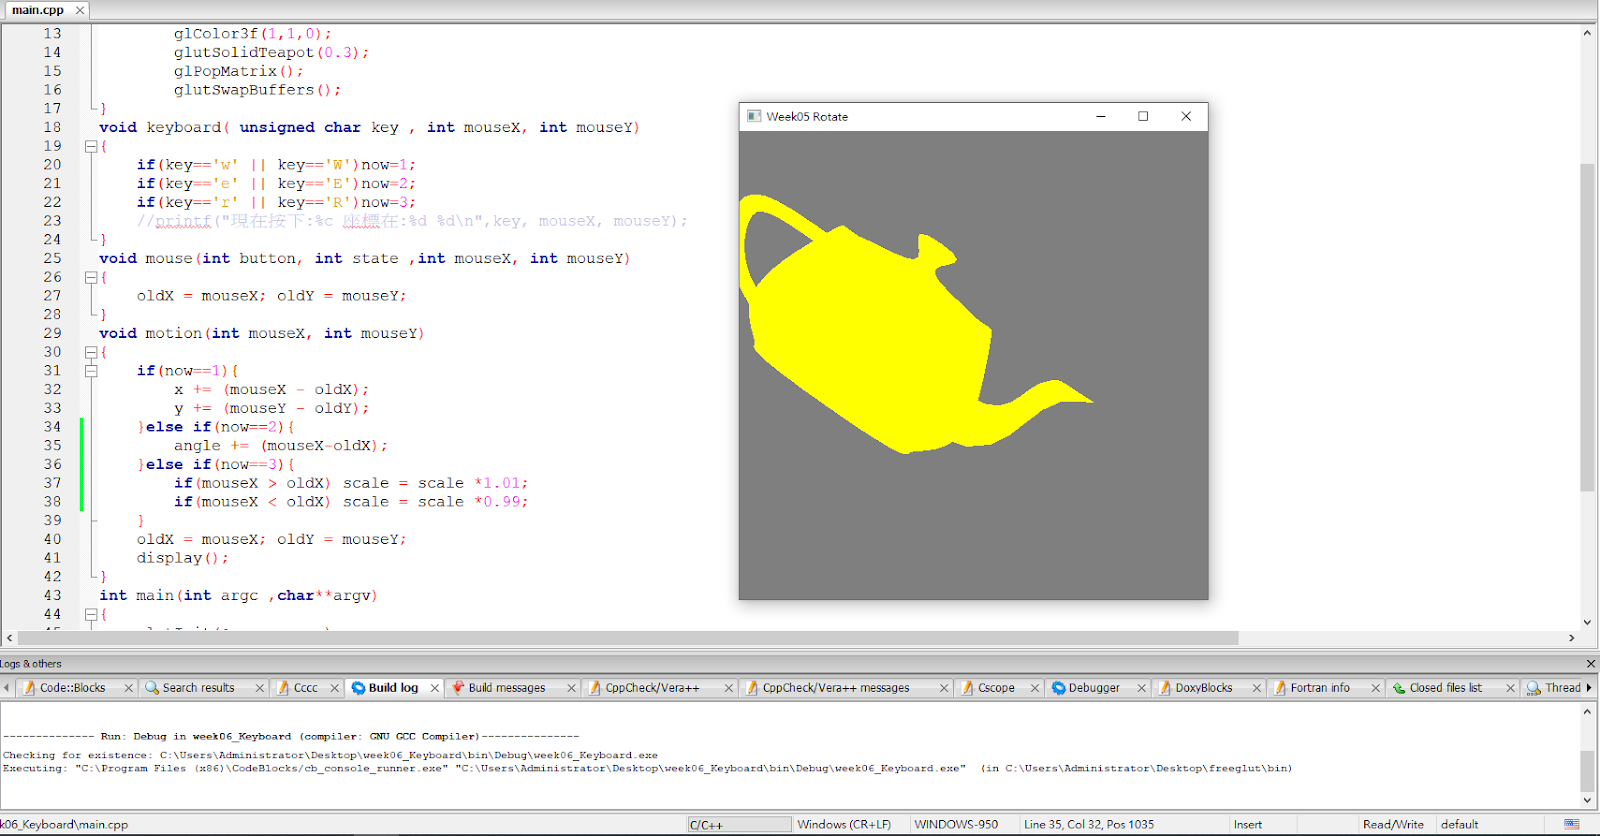 main.cpp
13 glColor3f(1,1,0);
14 glutSolidTeapot(0.3);
15 glPopMatrix();
16 glutSwapBuffers();
17 }
18 void keyboard( unsigned char key , int mouseX, int mouseY)
19 {
20 if(key=='w' || key=='W')now=1;
21 if(key=='e' || key=='E')now=2;
22 if(key=='r' || key=='R')now=3;
23 //printf("現在按下:%c 座標在:%d %d\n",key, mouseX, mouseY);
24 }
25 void mouse(int button, int state ,int mouseX, int mouseY)
26 {
27 oldX = mouseX; oldY = mouseY;
28 }
29 void motion(int mouseX, int mouseY)
30 {
31 if(now==1){
32 x += (mouseX - oldX);
33 y += (mouseY - oldY);
34 }else if(now==2){
35 angle += (mouseX-oldX);
36 }else if(now==3){
37 if(mouseX > oldX) scale = scale *1.01;
38 if(mouseX < oldX) scale = scale *0.99;
39 }
40 oldX = mouseX; oldY = mouseY;
41 display();
42 }
43 int main(int argc ,char**argv)
44 {
Week05 Rotate
Logs & others
Code::Blocks Search results Cccc Build log Build messages CppCheck/Vera++ CppCheck/Vera++ messages Cscope Debugger DoxyBlocks Fortran info Closed files list Thread
-------------- Run: Debug in week06_Keyboard (compiler: GNU GCC Compiler)---------------
Checking for existence: C:\Users\Administrator\Desktop\week06_Keyboard\bin\Debug\week06_Keyboard.exe
Executing: "C:\Program Files (x86)\CodeBlocks/cb_console_runner.exe" "C:\Users\Administrator\Desktop\week06_Keyboard\bin\Debug\week06_Keyboard.exe"  (in C:\Users\Administrator\Desktop\freeglut\bin)
k06_Keyboard\main.cpp C/C++ Windows (CR+LF) WINDOWS-950 Line 35, Col 32, Pos 1035 Insert Read/Write default